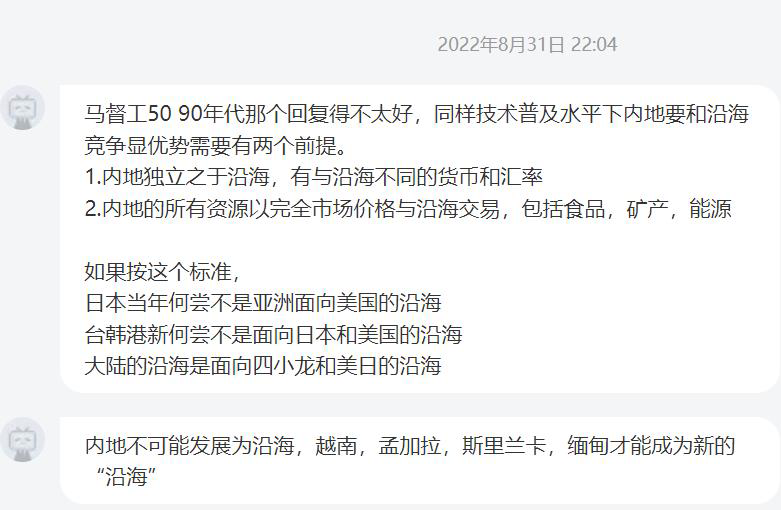 2022年8月31日 22:04
马督工50 90年代那个回复得不太好，同样技术普及水平下内地要和沿海
竞争显优势需要有两个前提。
1.内地独立之于沿海，有与沿海不同的货币和汇率
2.内地的所有资源以完全市场价格与沿海交易，包括食品，矿产，能源
如果按这个标准，
日本当年何尝不是亚洲面向美国的沿海
台韩港新何尝不是面向日本和美国的沿海
大陆的沿海是面向四小龙和美日的沿海
内地不可能发展为沿海，越南，孟加拉，斯里兰卡，缅甸才能成为新的
“沿海”